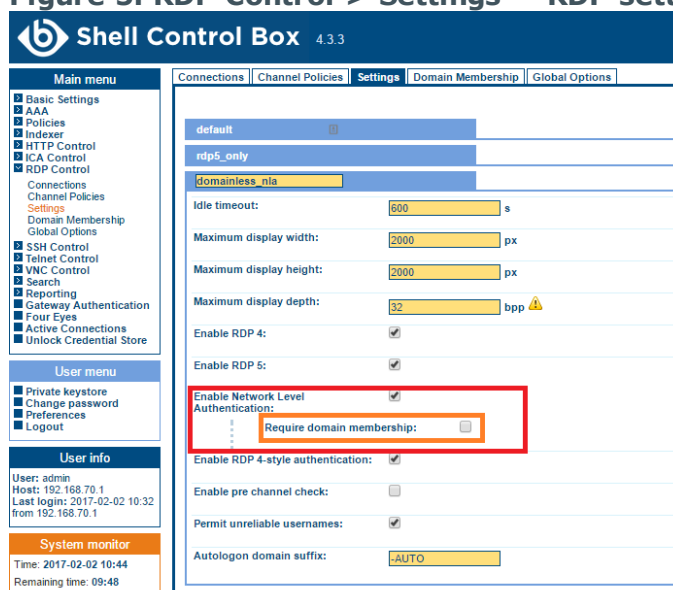 Figure 5. RDP Control > Settings — RDP sett
Shell Control Box 4.3.3
Main menu
Basic Settings
AAA
Policies
Indexer
HTTP Control
ICA Control
RDP Control
Connections
Channel Policies
Settings
Domain Membership
Global Options
SSH Control
Telnet Control
VNC Control
Search
Reporting
Gateway Authentication
Four Eyes
Active Connections
Unlock Credential Store
User menu
Private keystore
Change password
Preferences
Logout
User info
User: admin
Host: 192.168.70.1
Last login: 2017-02-02 10:32
from 192.168.70.1
System monitor
Time: 2017-02-02 10:44
Remaining time: 09:48
Connections Channel Policies Settings Domain Membership Global Options
default
rdp5_only
domainless_nla
Idle timeout: 600 s
Maximum display width: 2000 px
Maximum display height: 2000 px
Maximum display depth: 32 bpp
Enable RDP 4:
Enable RDP 5:
Enable Network Level
Authentication:
Require domain membership:
Enable RDP 4-style authentication:
Enable pre channel check:
Permit unreliable usernames:
Autologon domain suffix: -AUTO